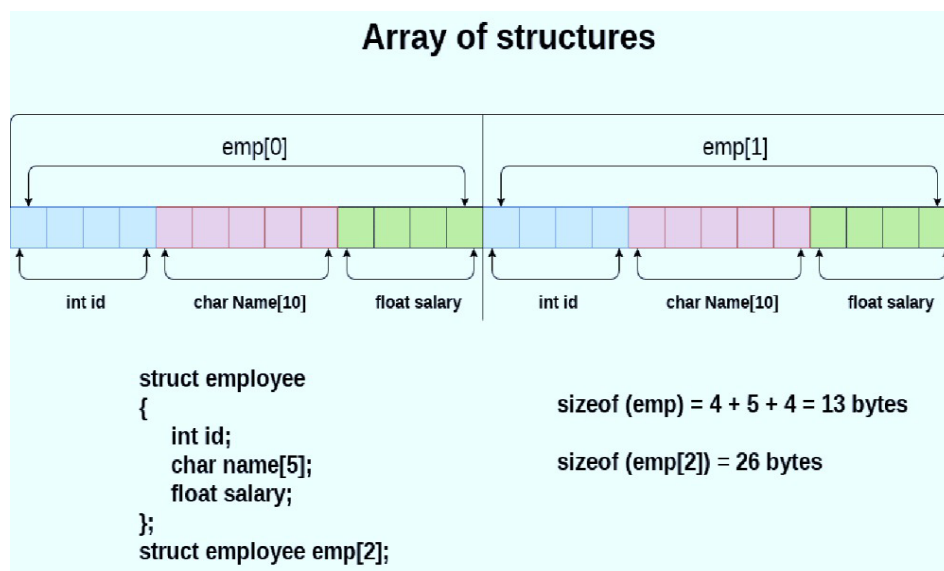 Array of structures
emp[0]
emp[1]
int id
char Name[10]
float salary
int id
char Name[10]
float salary
struct employee
{
int id;
char name[5];
float salary;
};
struct employee emp[2];
sizeof (emp) = 4 + 5 + 4 = 13 bytes
sizeof (emp[2]) = 26 bytes